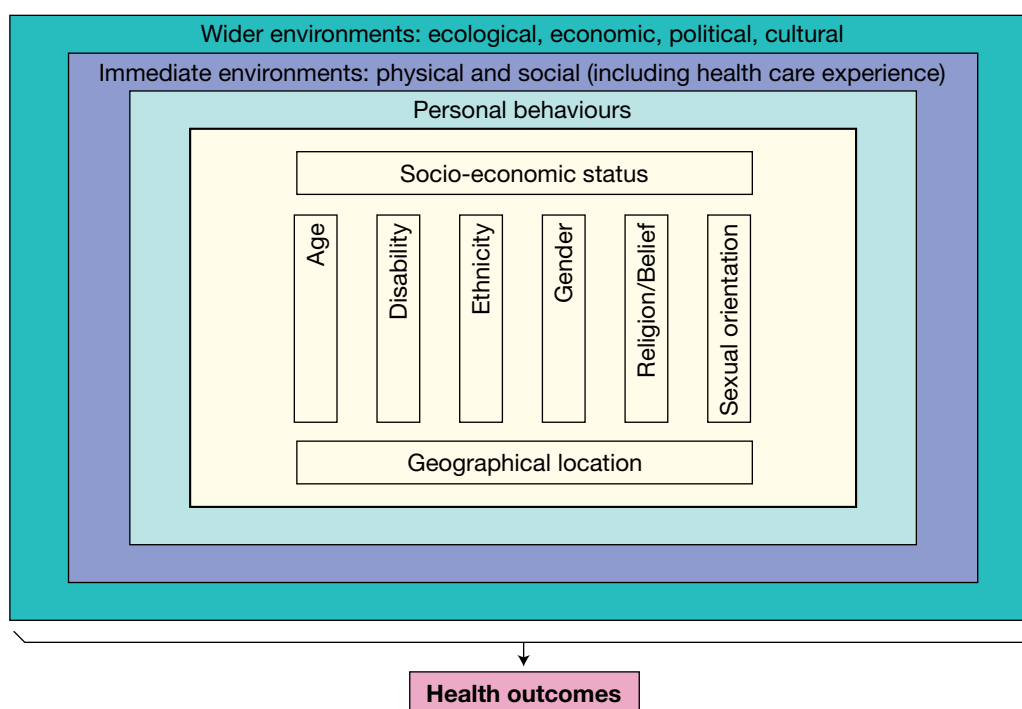 Wider environments: ecological, economic, political, cultural
Immediate environments: physical and social (including health care experience)
Personal behaviours
Socio-economic status
Age
Disability
Ethnicity
Gender
Religion/Belief
Sexual orientation
Geographical location
Health outcomes